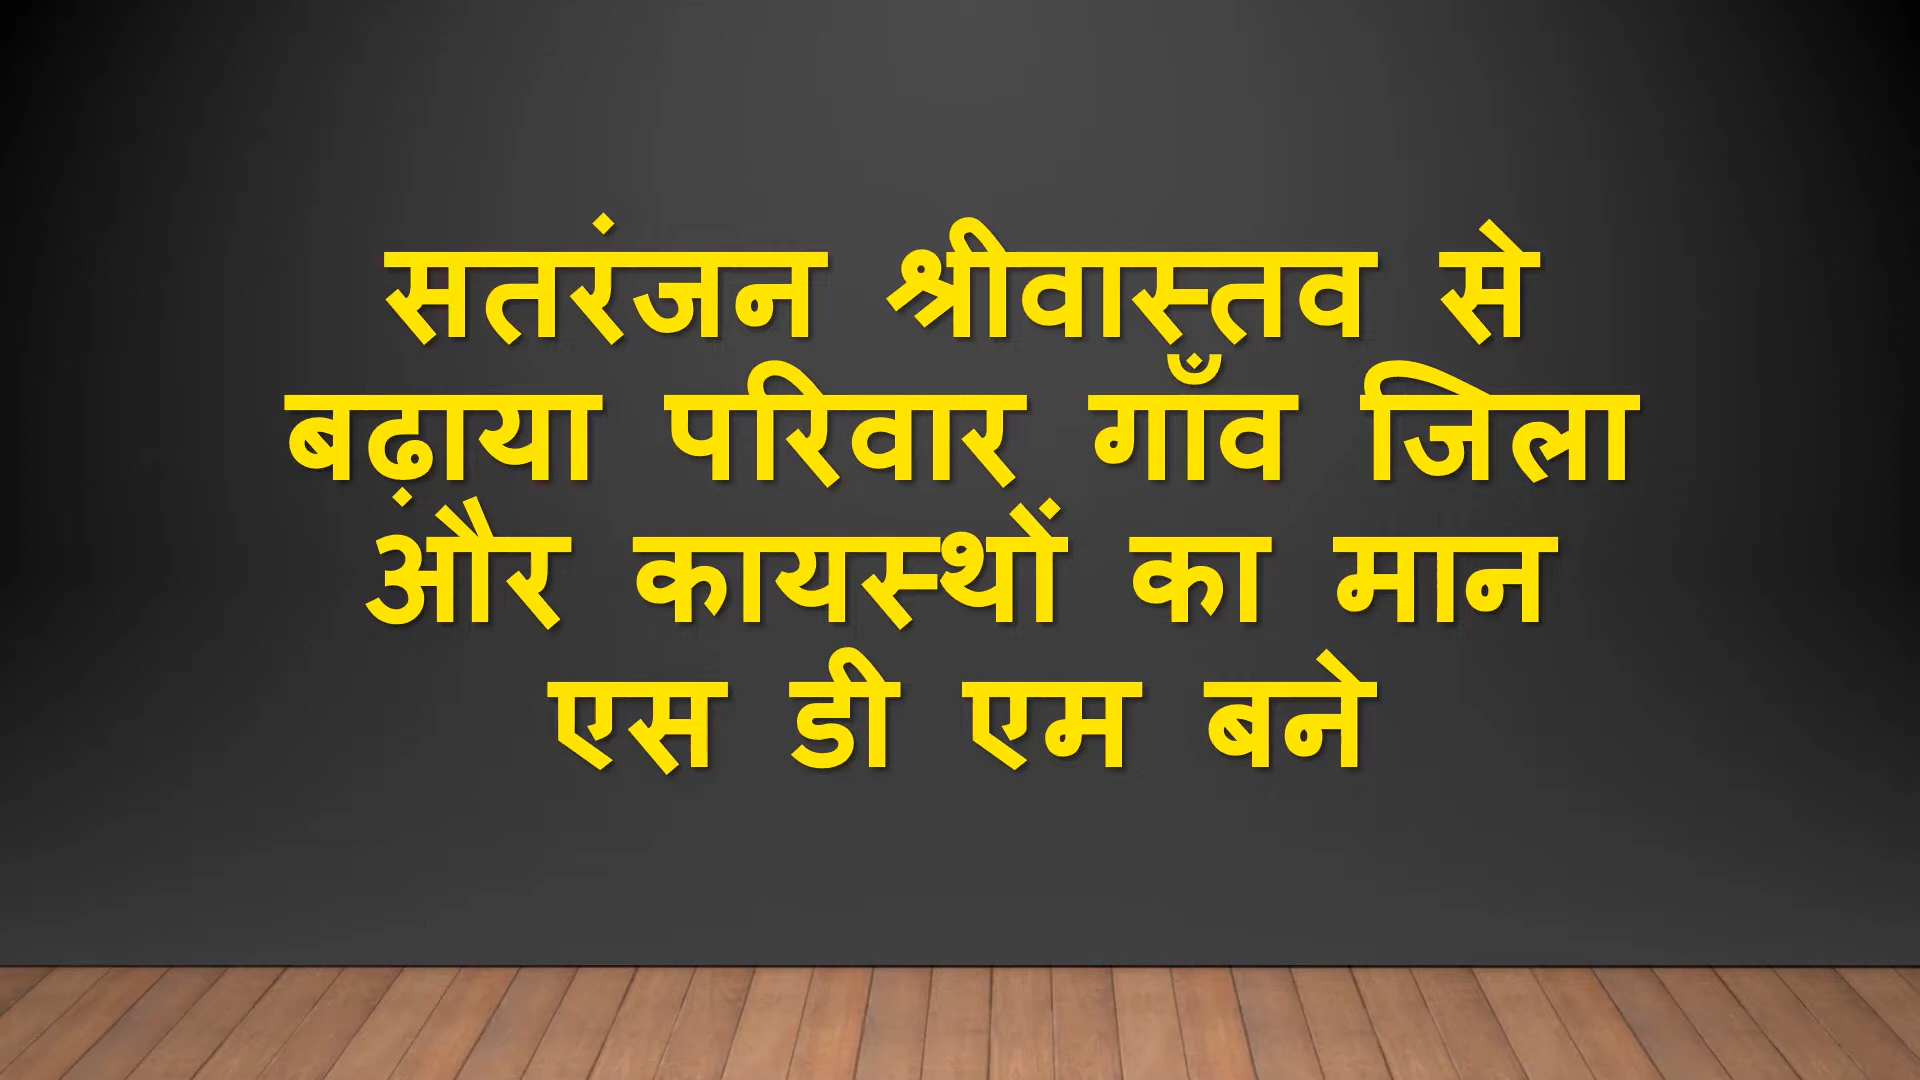 सतरंजन श्रीवास्तव से
बढ़ाया परिवार गाँव जिला
और कायस्थों का मान
एस डी एम बने